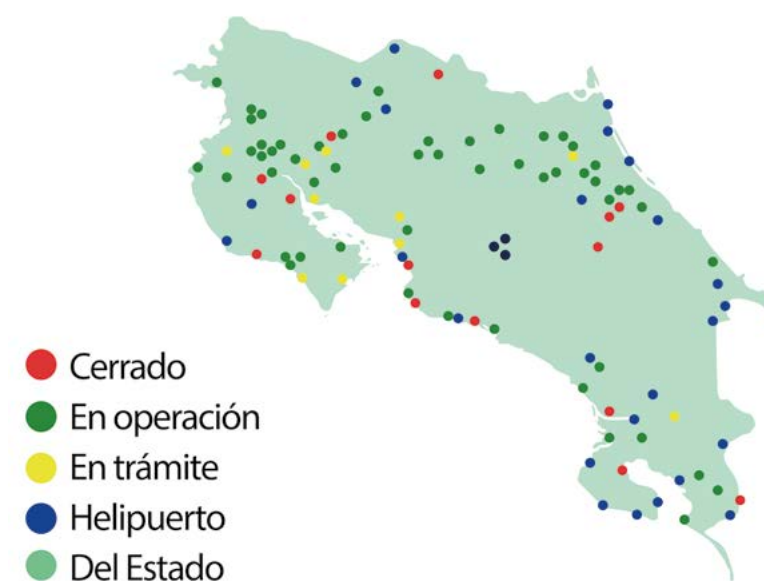 Cerrado
En operación
En trámite
Helipuerto
Del Estado